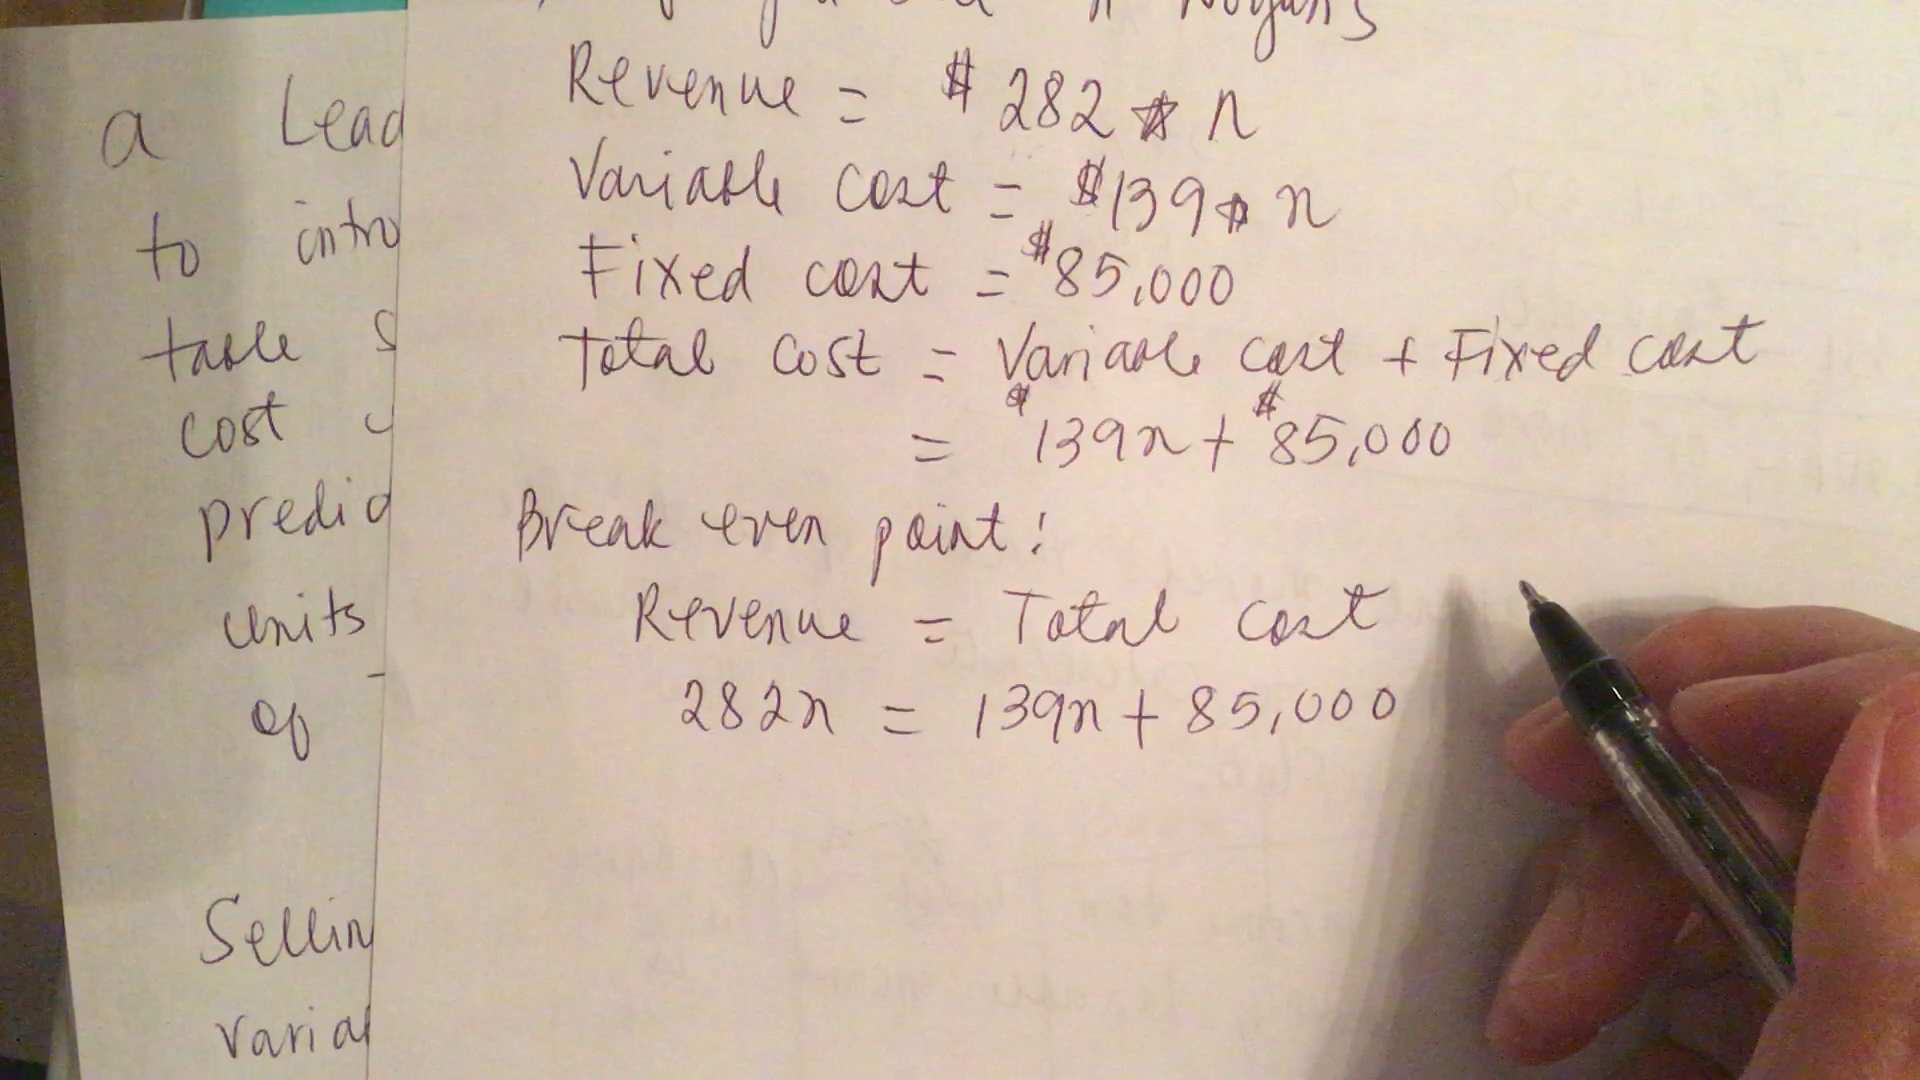 Revenue = $282 * n
Variable cost = $139 * n
Fixed cost = $85,000
Total cost = Variable cost + Fixed cost
= $139n + $85,000
Break even point:
Revenue = Total cost
282n = 139n + 85,000
a Lead
to intro
table S
cost
predic
units
of
Sellin
variab